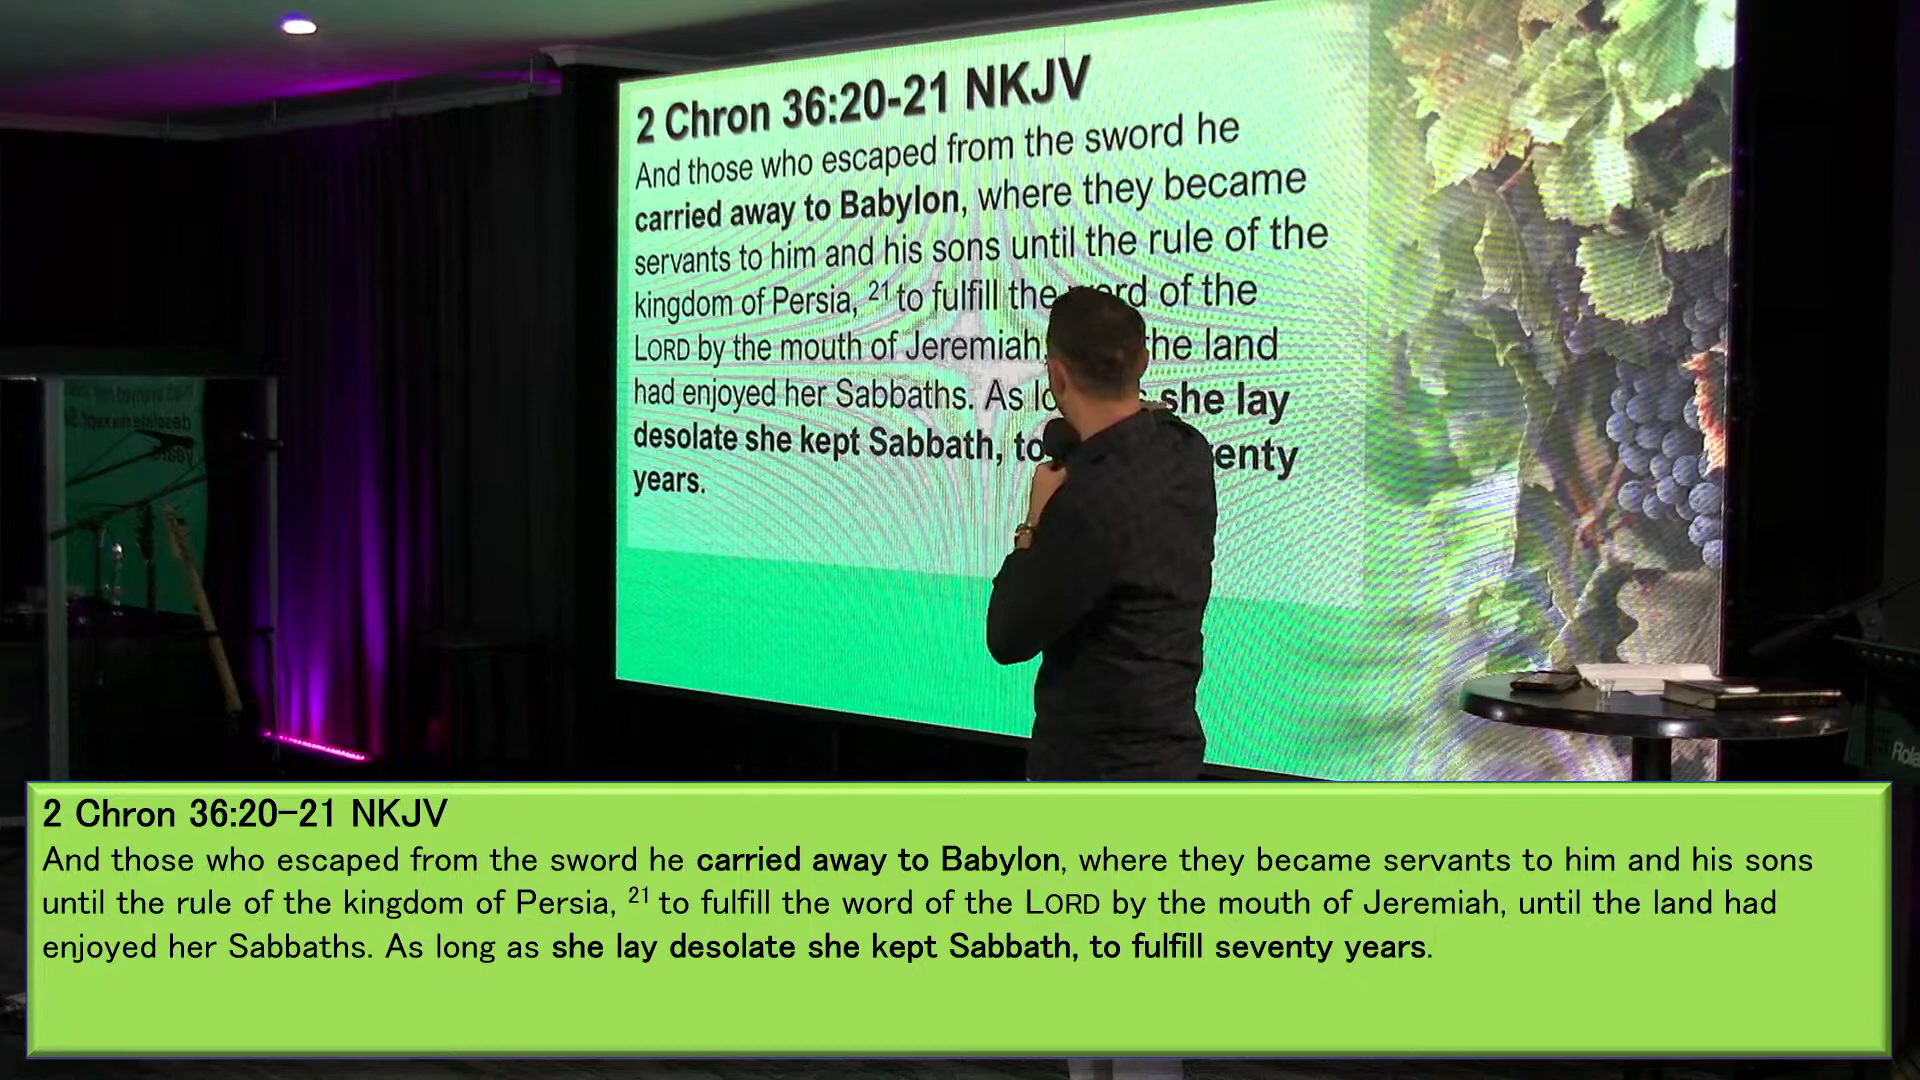 2 Chron 36:20-21 NKJV
And those who escaped from the sword he
carried away to Babylon, where they became
servants to him and his sons until the rule of the
kingdom of Persia, 21 to fulfill the word of the
LORD by the mouth of Jeremiah, the land
had enjoyed her Sabbaths. As she lay
desolate she kept Sabbath, to
years.
2 Chron 36:20-21 NKJV
And those who escaped from the sword he carried away to Babylon, where they became servants to him and his sons
until the rule of the kingdom of Persia, 21 to fulfill the word of the LORD by the mouth of Jeremiah, until the land had
enjoyed her Sabbaths. As long as she lay desolate she kept Sabbath, to fulfill seventy years.